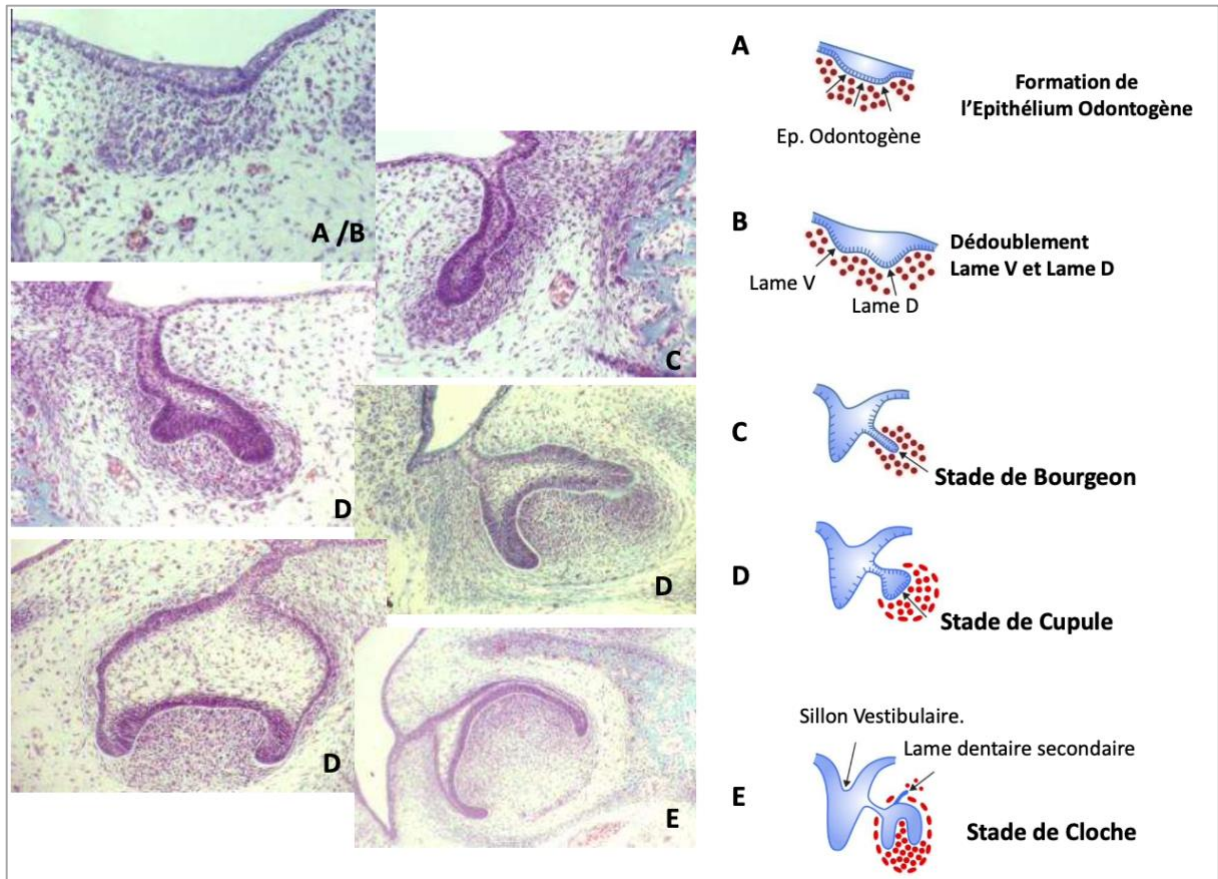 A /B
C
D
D
D
E
A
Formation de
l'Epithélium Odontogène
Ep. Odontogène
B
Dédoublement
Lame V et Lame D
Lame V
Lame D
C
Stade de Bourgeon
D
Stade de Cupule
Sillon Vestibulaire.
Lame dentaire secondaire
E
Stade de Cloche